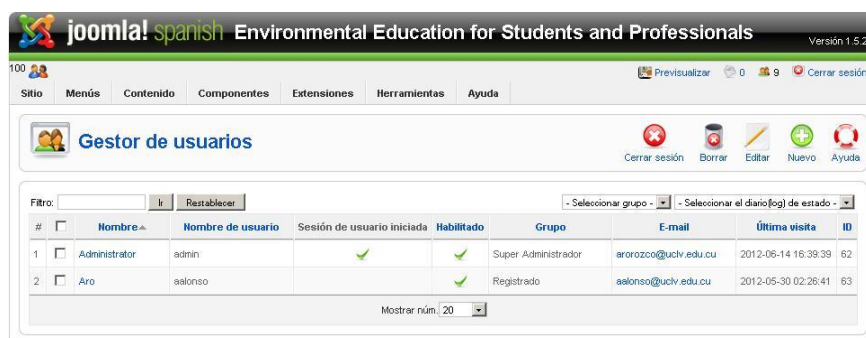 joomla! spanish Environmental Education for Students and Professionals
Versión 1.5.2
100
Previsualizar 0 9 Cerrar sesión
Sitio Menús Contenido Componentes Extensiones Herramientas Ayuda
Gestor de usuarios
Cerrar sesión Borrar Editar Nuevo Ayuda
Filtro: Ir Restablecer - Seleccionar grupo - - Seleccionar el diario(log) de estado -
# Nombre Nombre de usuario Sesión de usuario iniciada Habilitado Grupo E-mail Última visita ID
1 Administrator admin Super Administrador arorozco@uclv.edu.cu 2012-06-14 16:39:39 62
2 Aro aalonso Registrado aalonso@uclv.edu.cu 2012-05-30 02:26:41 63
Mostrar núm. 20